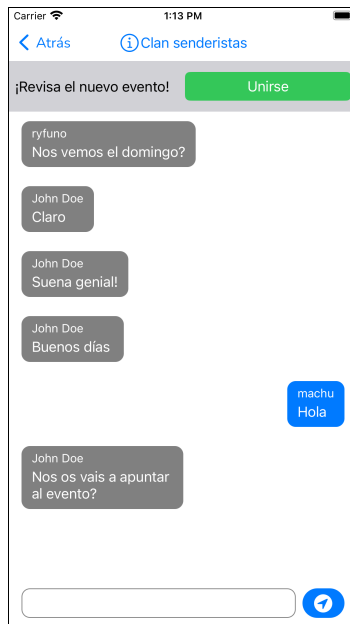 Carrier 1:13 PM
Atrás Clan senderistas
¡Revisa el nuevo evento! Unirse
ryfuno
Nos vemos el domingo?
John Doe
Claro
John Doe
Suena genial!
John Doe
Buenos días
machu
Hola
John Doe
Nos os vais a apuntar
al evento?